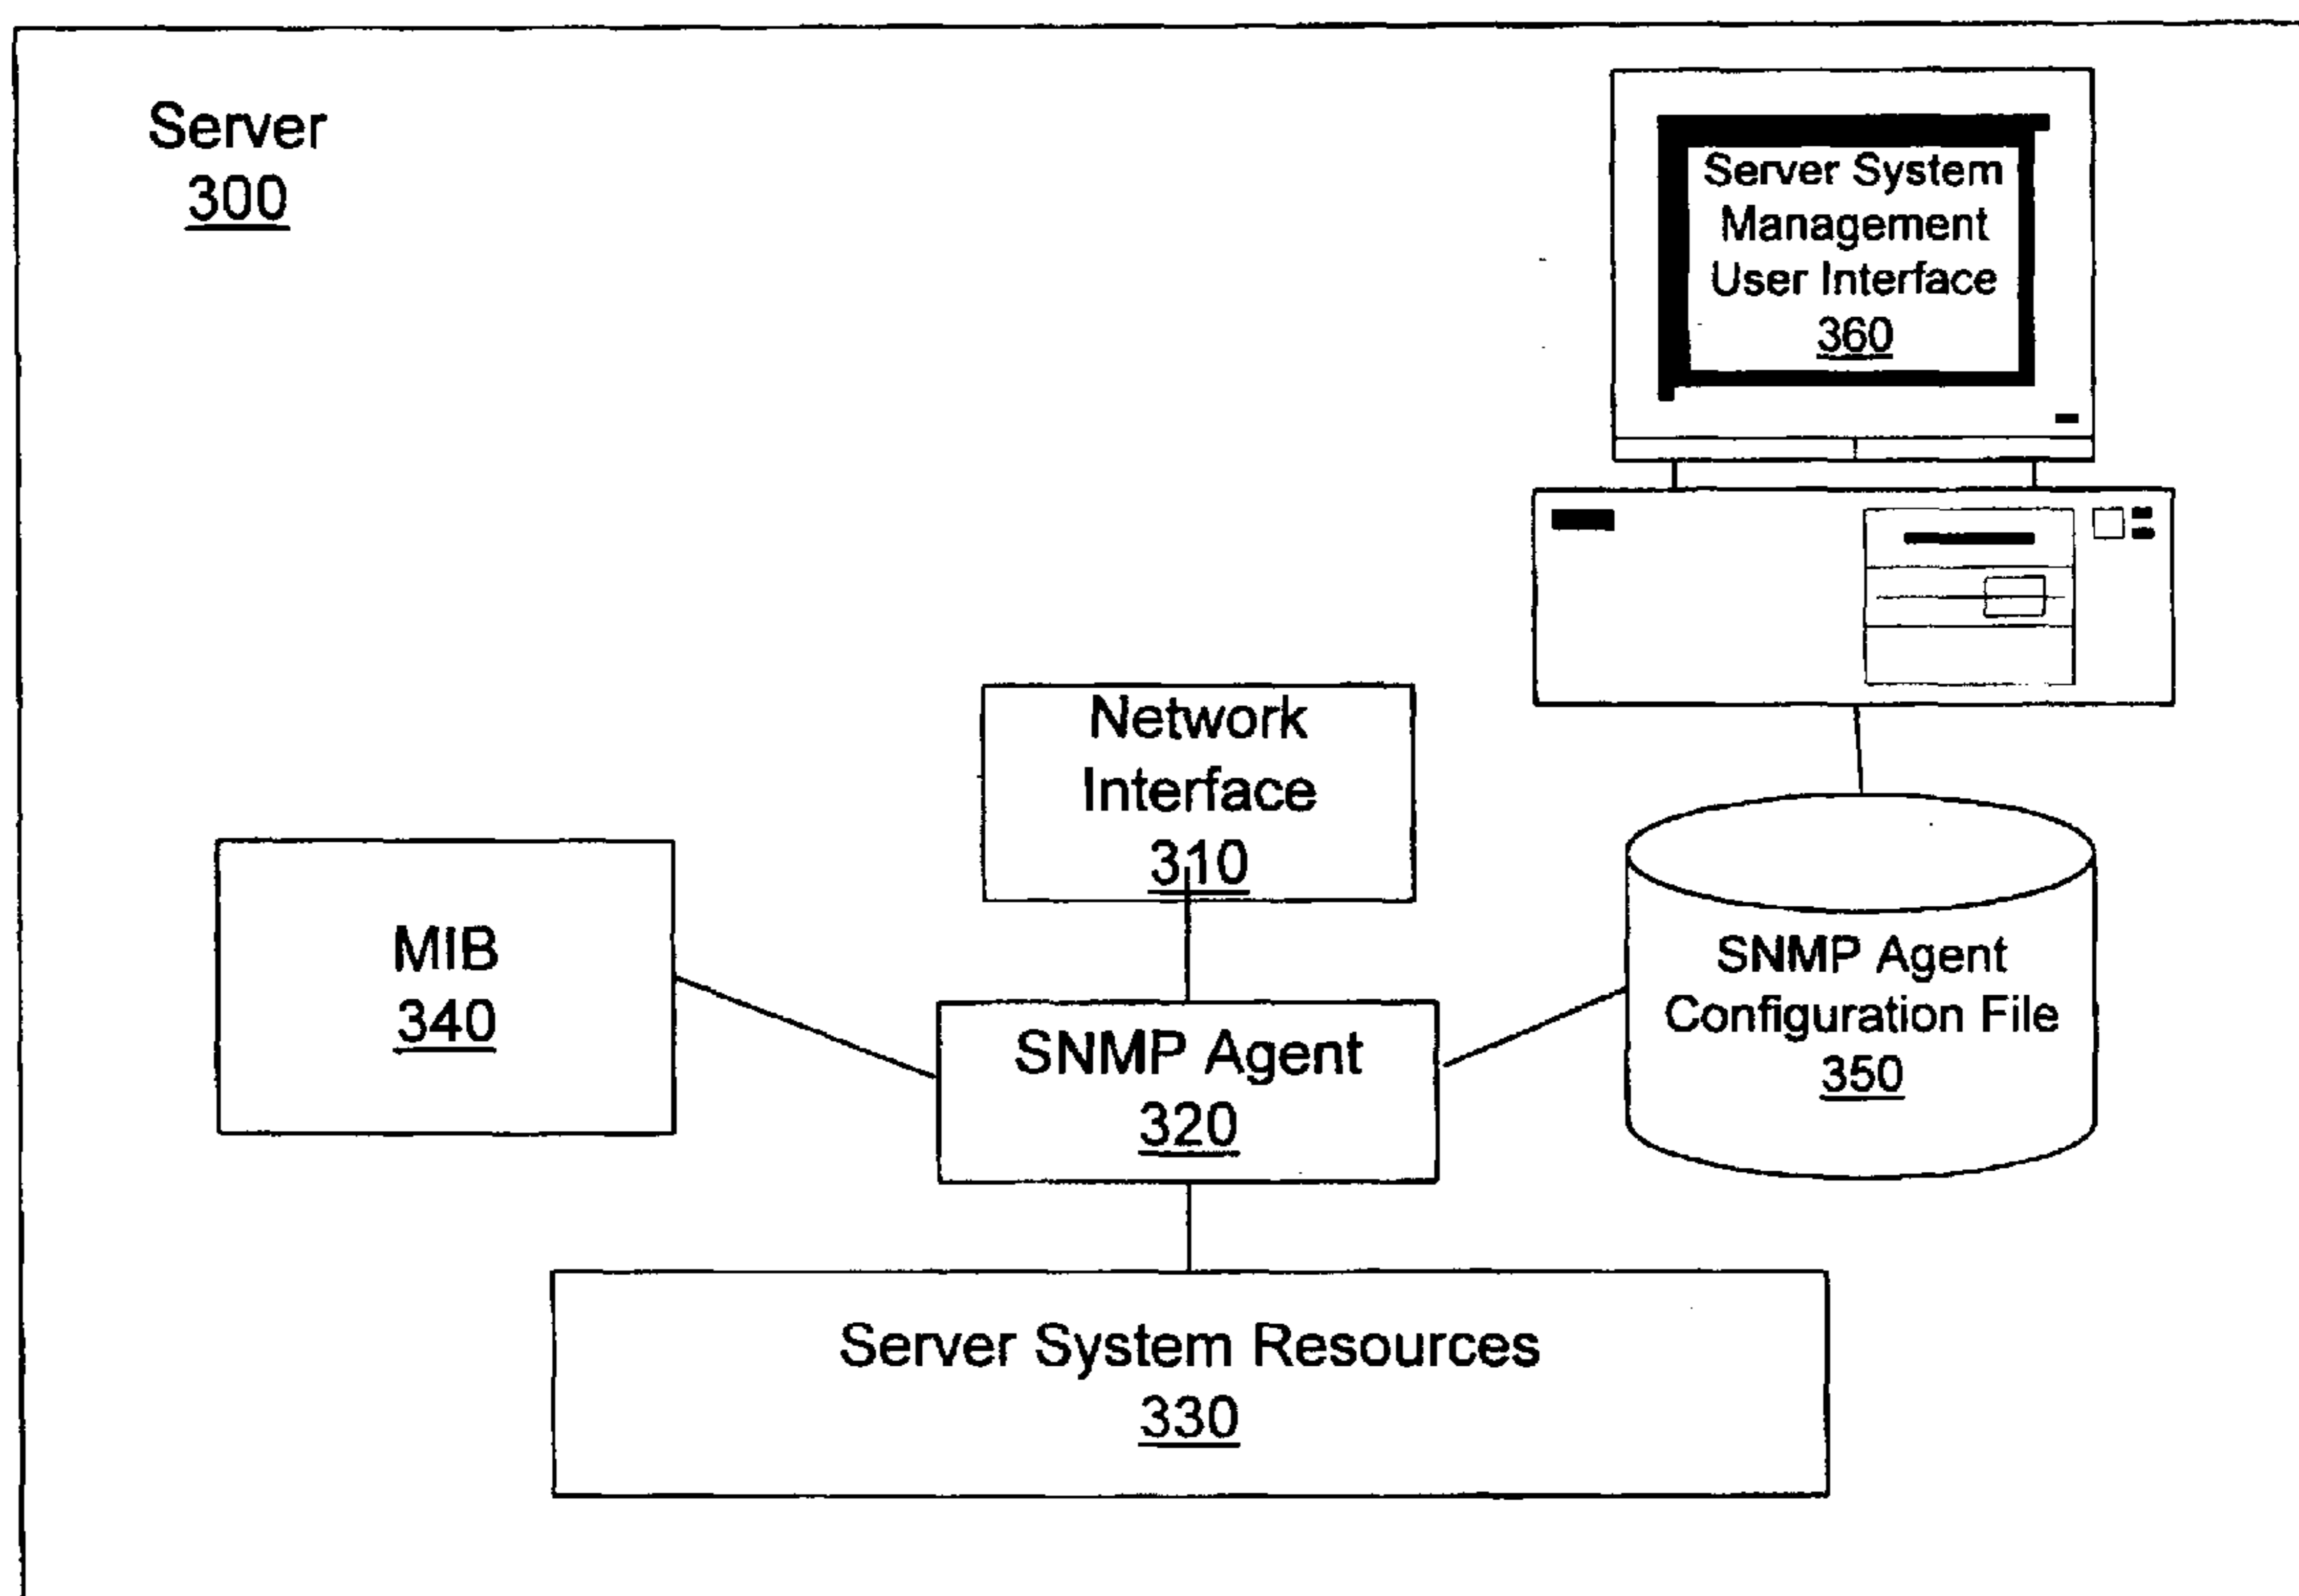 Server
300
Server System
Management
User Interface
360
Network
Interface
310
MIB
340
SNMP Agent
320
SNMP Agent
Configuration File
350
Server System Resources
330